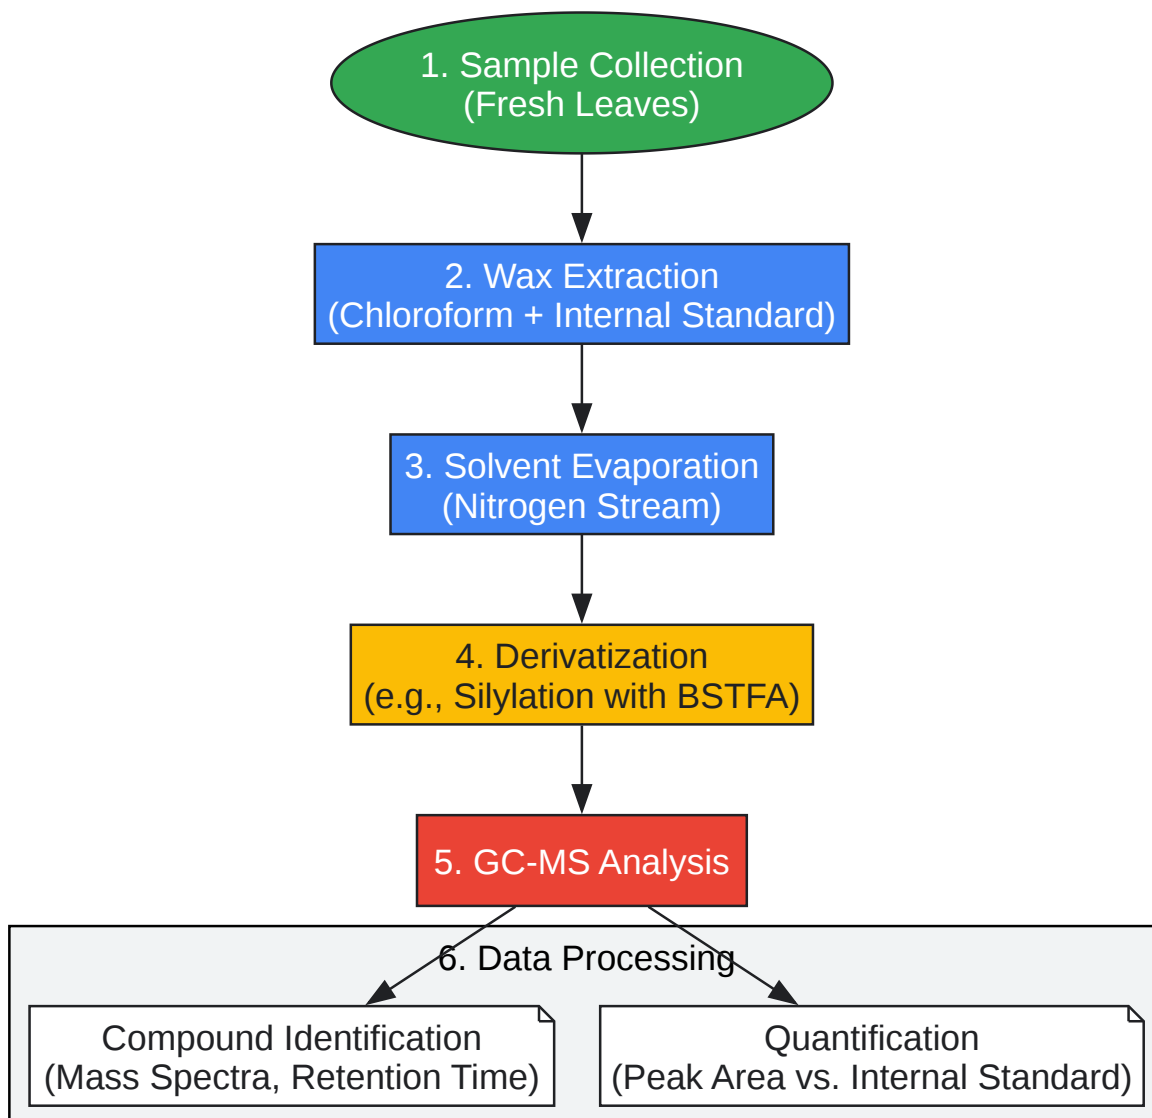 1. Sample Collection
(Fresh Leaves)
2. Wax Extraction
(Chloroform + Internal Standard)
3. Solvent Evaporation
(Nitrogen Stream)
4. Derivatization
(e.g., Silylation with BSTFA)
5. GC-MS Analysis
6. Data Processing
Compound Identification
(Mass Spectra, Retention Time)
Quantification
(Peak Area vs. Internal Standard)